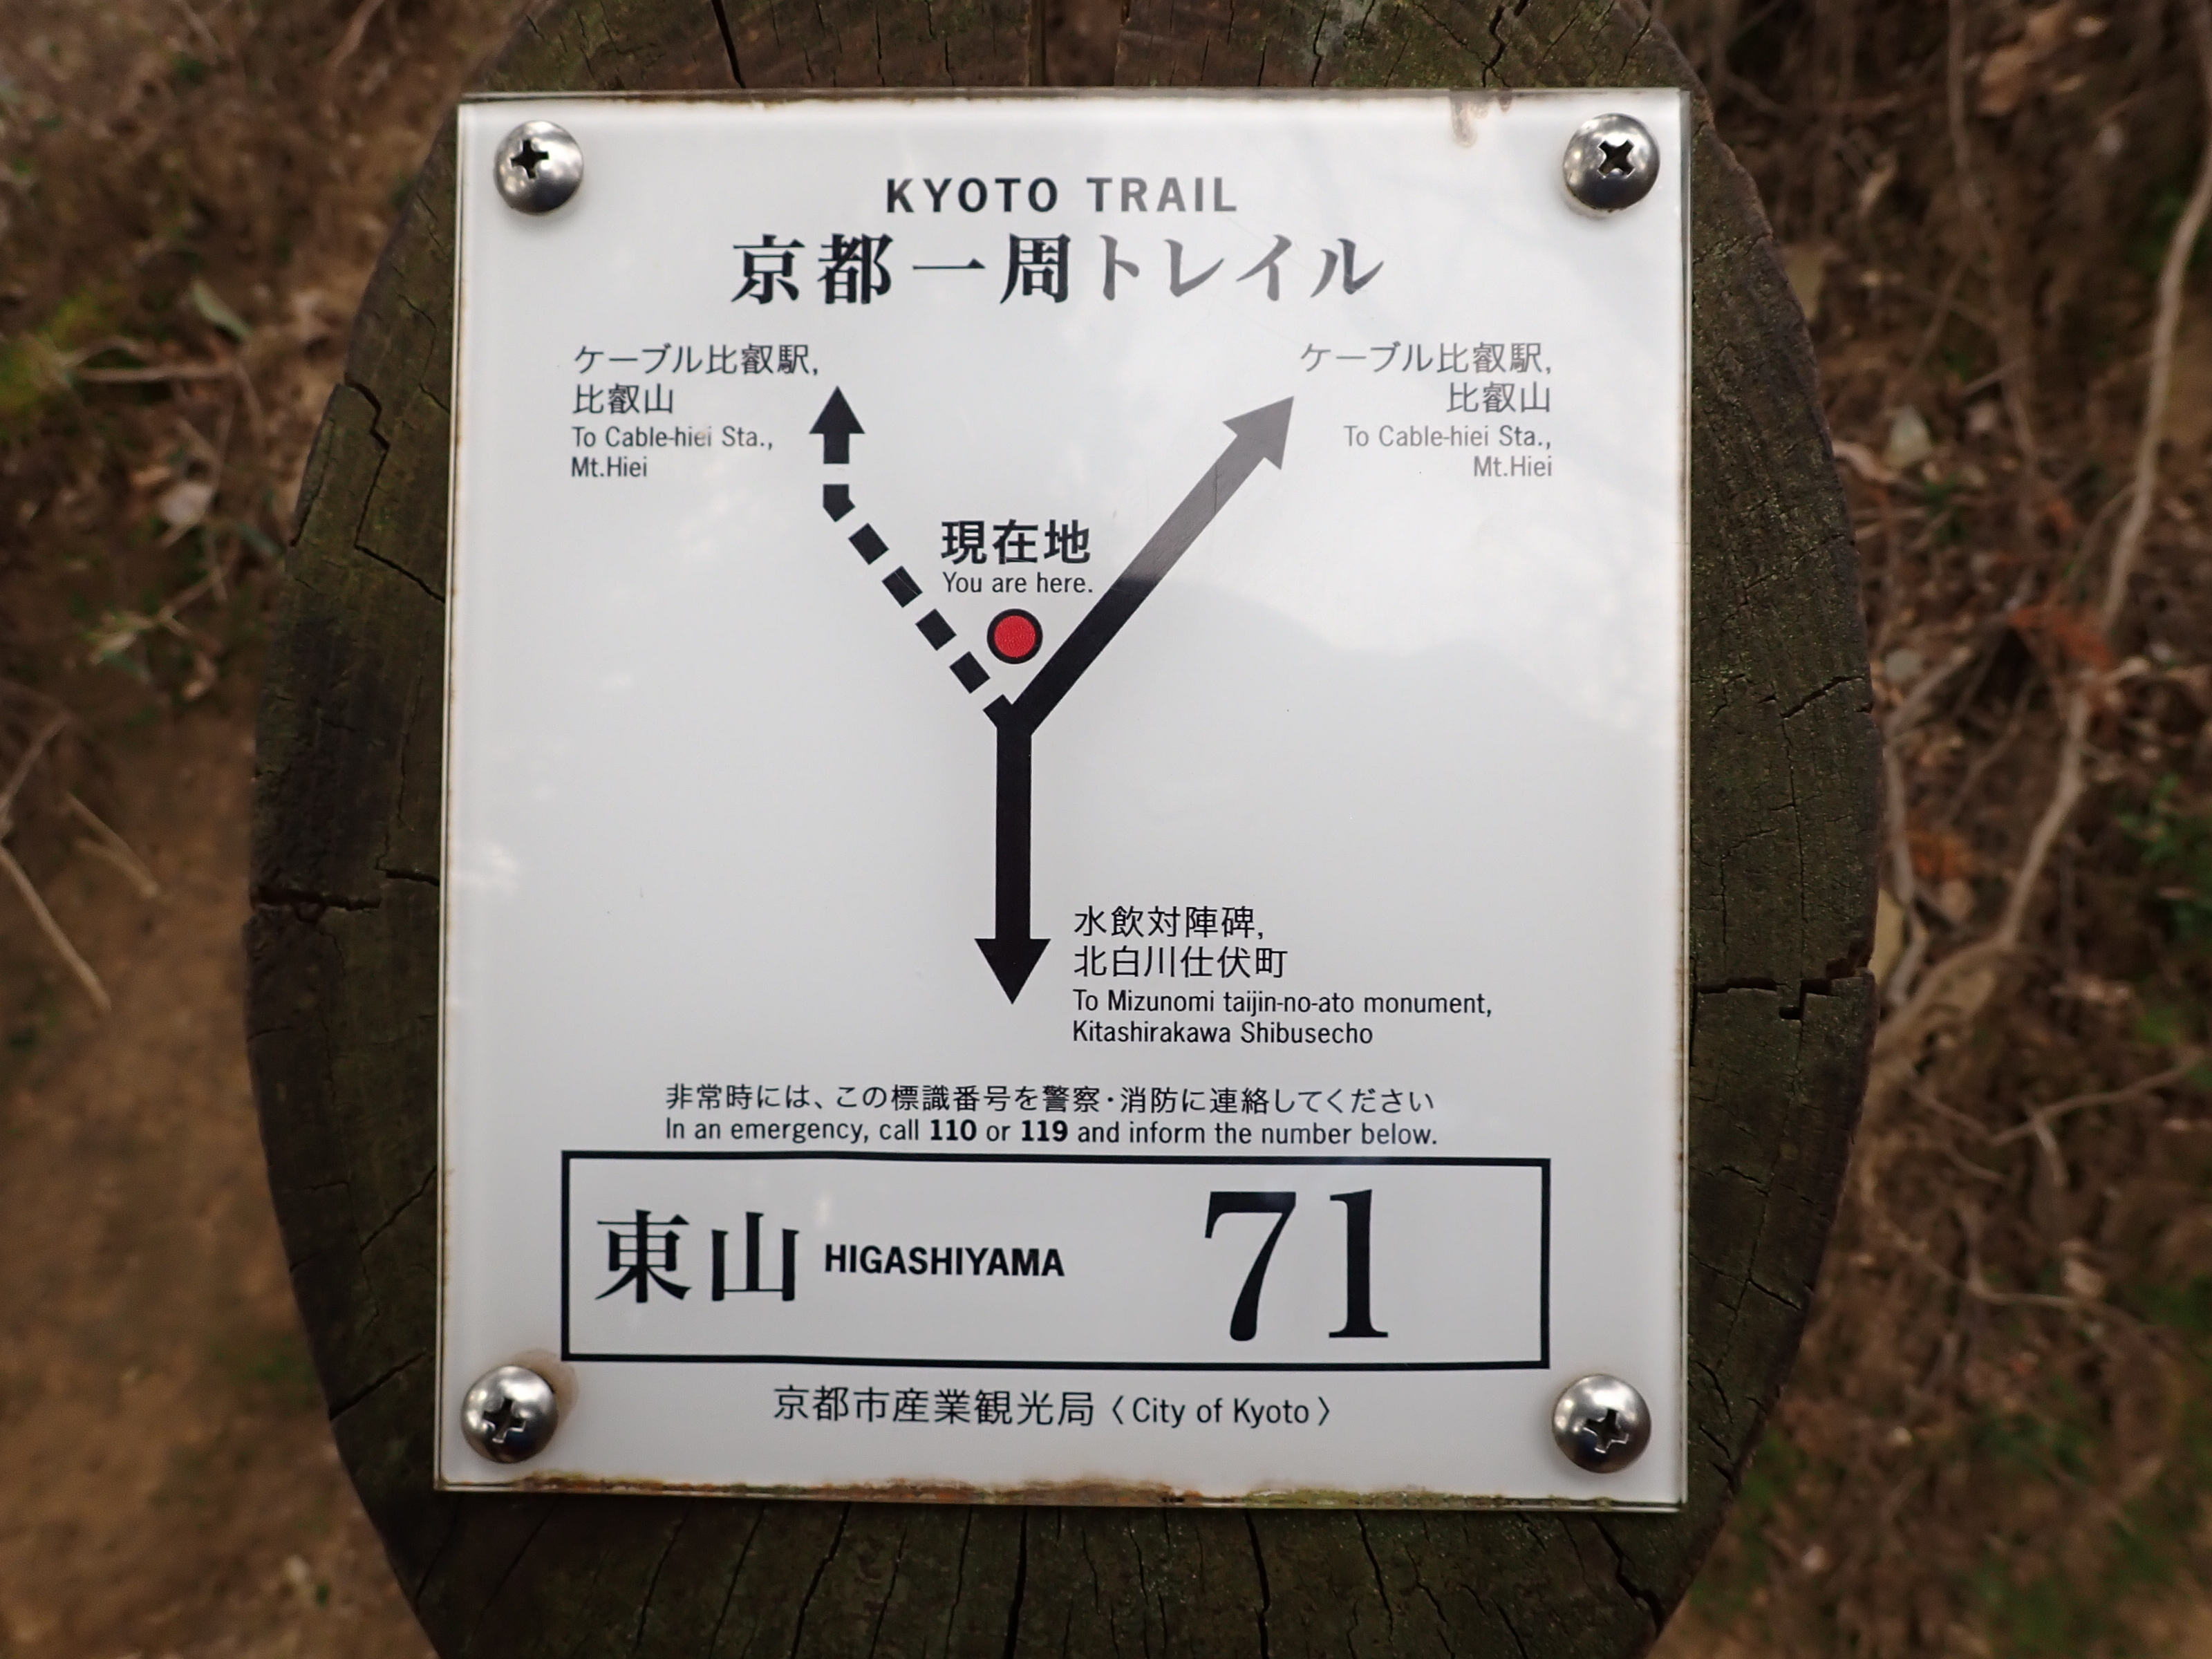 KYOTO TRAIL
京都一周トレイル
ケーブル比叡駅,
比叡山
To Cable-hiei Sta.,
Mt.Hiei
ケーブル比叡駅,
比叡山
To Cable-hiei Sta.,
Mt.Hiei
現在地
You are here.
水飲対陣碑,
北白川仕伏町
To Mizunomi taijin-no-ato monument,
Kitashirakawa Shibusecho
非常時には、この標識番号を警察・消防に連絡してください
In an emergency, call 110 or 119 and inform the number below.
東山 HIGASHIYAMA 71
京都市産業観光局〈City of Kyoto〉